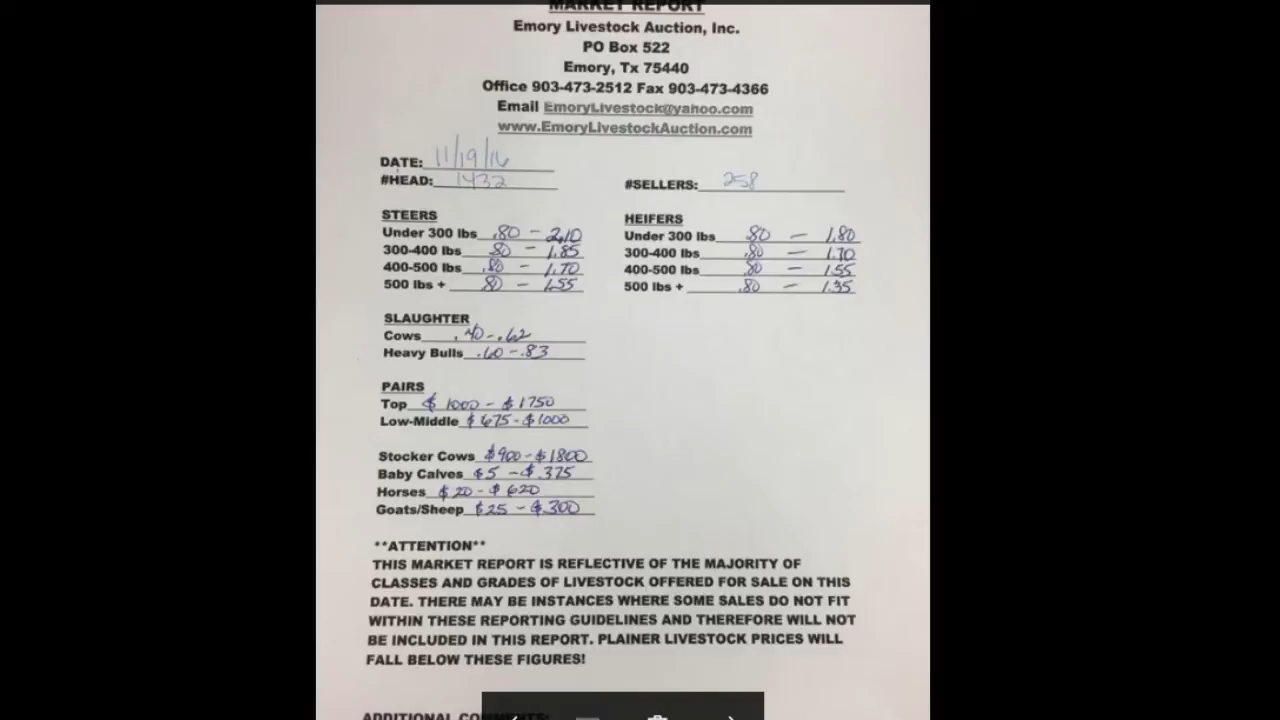 MARKET REPORT
Emory Livestock Auction, Inc.
PO Box 522
Emory, Tx 75440
Office 903-473-2512 Fax 903-473-4366
Email EmoryLivestock@yahoo.com
www.EmoryLivestockAuction.com
DATE: 11/19/16
#HEAD: 1432 #SELLERS: 258
STEERS HEIFERS
Under 300 lbs .80 - 2.10 Under 300 lbs .80 - 1.80
300-400 lbs .80 - 1.85 300-400 lbs .80 - 1.70
400-500 lbs .80 - 1.70 400-500 lbs .80 - 1.55
500 lbs + .80 - 1.55 500 lbs + .80 - 1.35
SLAUGHTER
Cows .40-.62
Heavy Bulls .60-.83
PAIRS
Top $1000 - $1750
Low-Middle $675-$1000
Stocker Cows $900-$1800
Baby Calves $5 - $375
Horses $20-$620
Goats/Sheep $25 - $300
**ATTENTION**
THIS MARKET REPORT IS REFLECTIVE OF THE MAJORITY OF
CLASSES AND GRADES OF LIVESTOCK OFFERED FOR SALE ON THIS
DATE. THERE MAY BE INSTANCES WHERE SOME SALES DO NOT FIT
WITHIN THESE REPORTING GUIDELINES AND THEREFORE WILL NOT
BE INCLUDED IN THIS REPORT. PLAINER LIVESTOCK PRICES WILL
FALL BELOW THESE FIGURES!
ADDITIONAL COMMENTS: